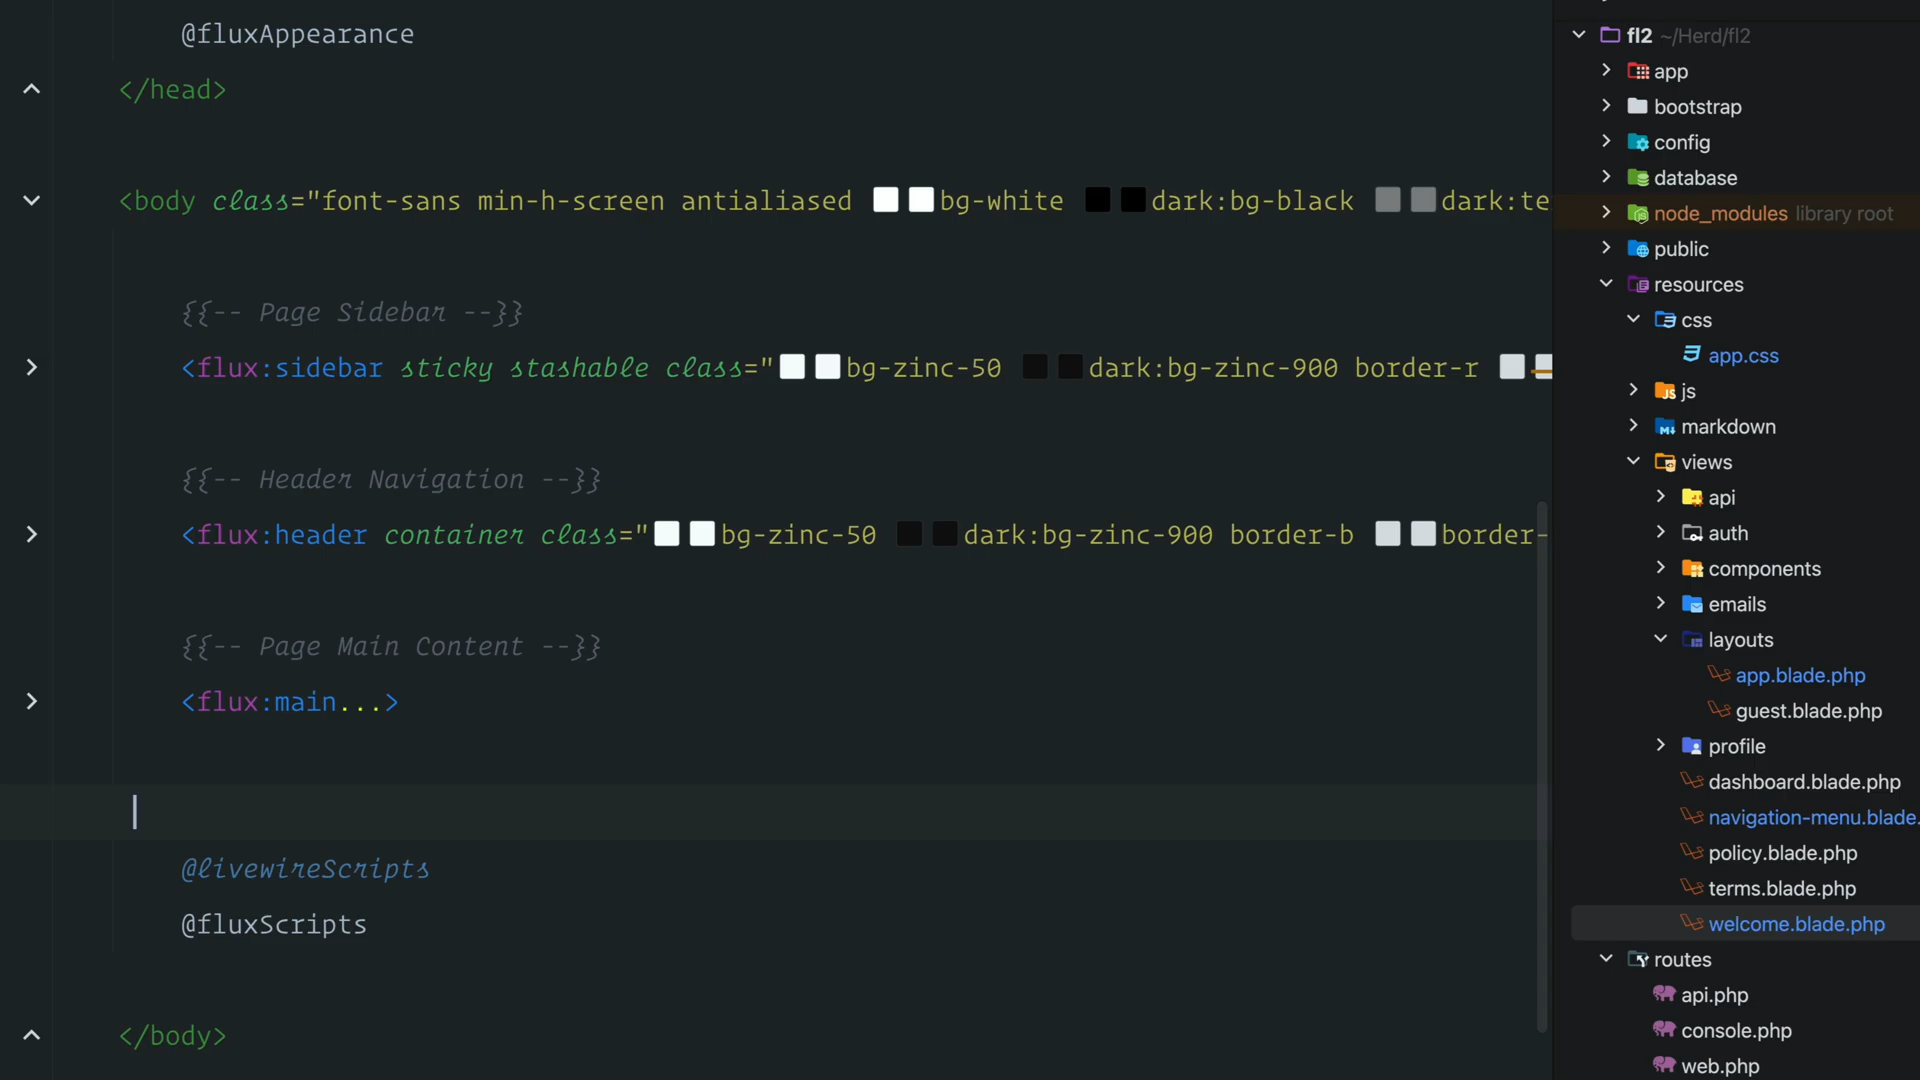 @fluxAppearance
</head>
<body class="font-sans min-h-screen antialiased bg-white dark:bg-black dark:te
{{-- Page Sidebar --}}
<flux:sidebar sticky stashable class="bg-zinc-50 dark:bg-zinc-900 border-r
{{-- Header Navigation --}}
<flux:header container class="bg-zinc-50 dark:bg-zinc-900 border-b border-
{{-- Page Main Content --}}
<flux:main...>
@livewireScripts
@fluxScripts
</body>
fl2 ~/Herd/fl2
app
bootstrap
config
database
node_modules library root
public
resources
css
app.css
js
markdown
views
api
auth
components
emails
layouts
app.blade.php
guest.blade.php
profile
dashboard.blade.php
navigation-menu.blade.
policy.blade.php
terms.blade.php
welcome.blade.php
routes
api.php
console.php
web.php